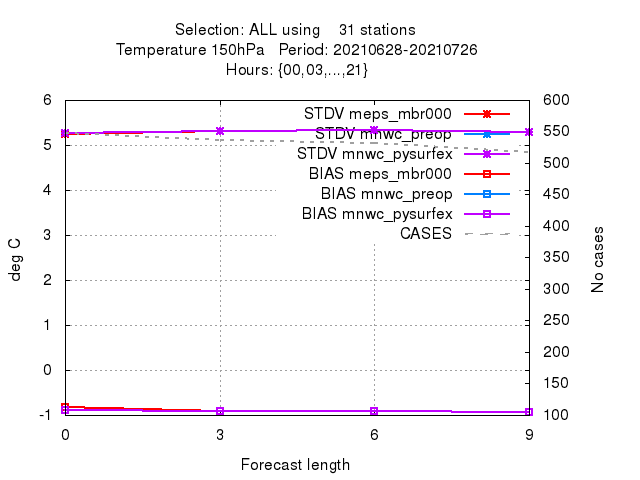 Selection: ALL using    31 stations
Temperature 150hPa   Period: 20210628-20210726
Hours: {00,03,...,21}
6
5
4
3
2
1
0
-1
deg C
STDV meps_mbr000
STDV mnwc_preop
STDV mnwc_pysurfex
BIAS meps_mbr000
BIAS mnwc_preop
BIAS mnwc_pysurfex
CASES
600
550
500
450
400
350
300
250
200
150
100
No cases
0 3 6 9
Forecast length